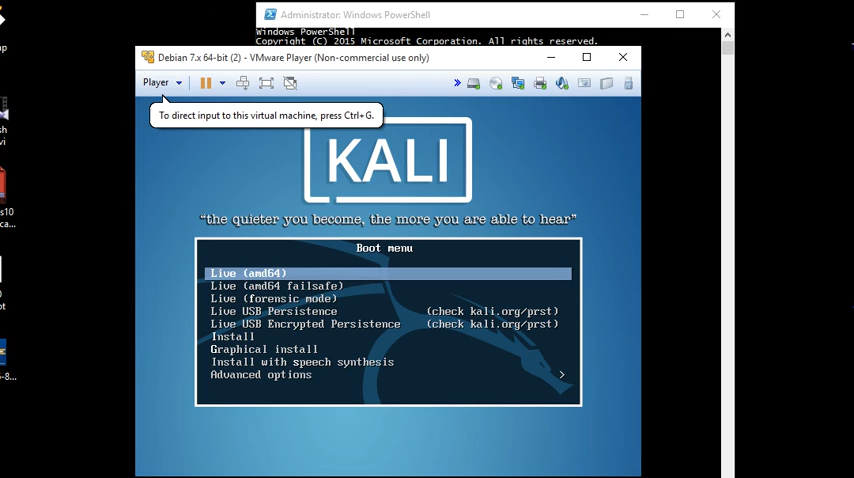 Administrator: Windows PowerShell
Windows PowerShell
Copyright (C) 2015 Microsoft Corporation. All rights reserved.
Debian 7.x 64-bit (2) - VMware Player (Non-commercial use only)
Player
To direct input to this virtual machine, press Ctrl+G.
KALI
“the quieter you become, the more you are able to hear”
Boot menu
Live (amd64)
Live (amd64 failsafe)
Live (forensic mode)
Live USB Persistence (check kali.org/prst)
Live USB Encrypted Persistence (check kali.org/prst)
Install
Graphical install
Install with speech synthesis
Advanced options >